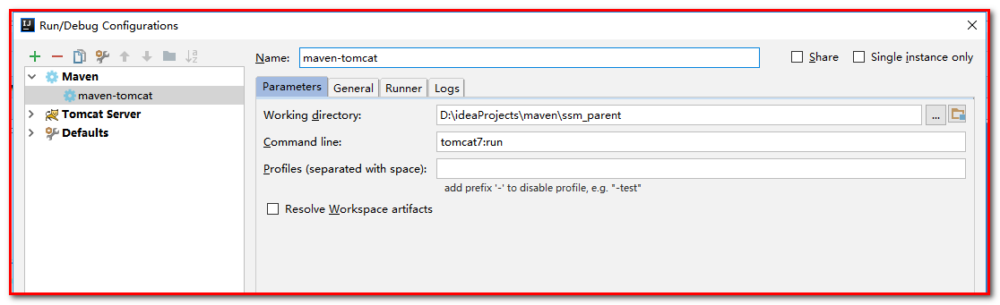 Run/Debug Configurations
Name: maven-tomcat
Share
Single instance only
Maven
maven-tomcat
Tomcat Server
Defaults
Parameters General Runner Logs
Working directory: D:\ideaProjects\maven\ssm_parent ...
Command line: tomcat7:run
Profiles (separated with space):
add prefix '-' to disable profile, e.g. "-test"
Resolve Workspace artifacts